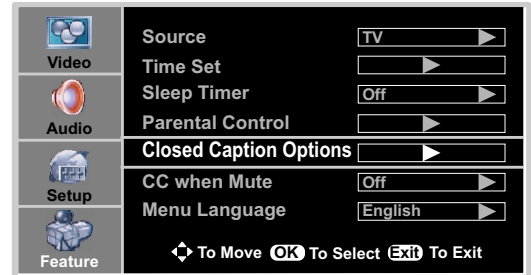 Video
Audio
Setup
Feature
Source TV
Time Set
Sleep Timer Off
Parental Control
Closed Caption Options
CC when Mute Off
Menu Language English
To Move OK To Select Exit To Exit